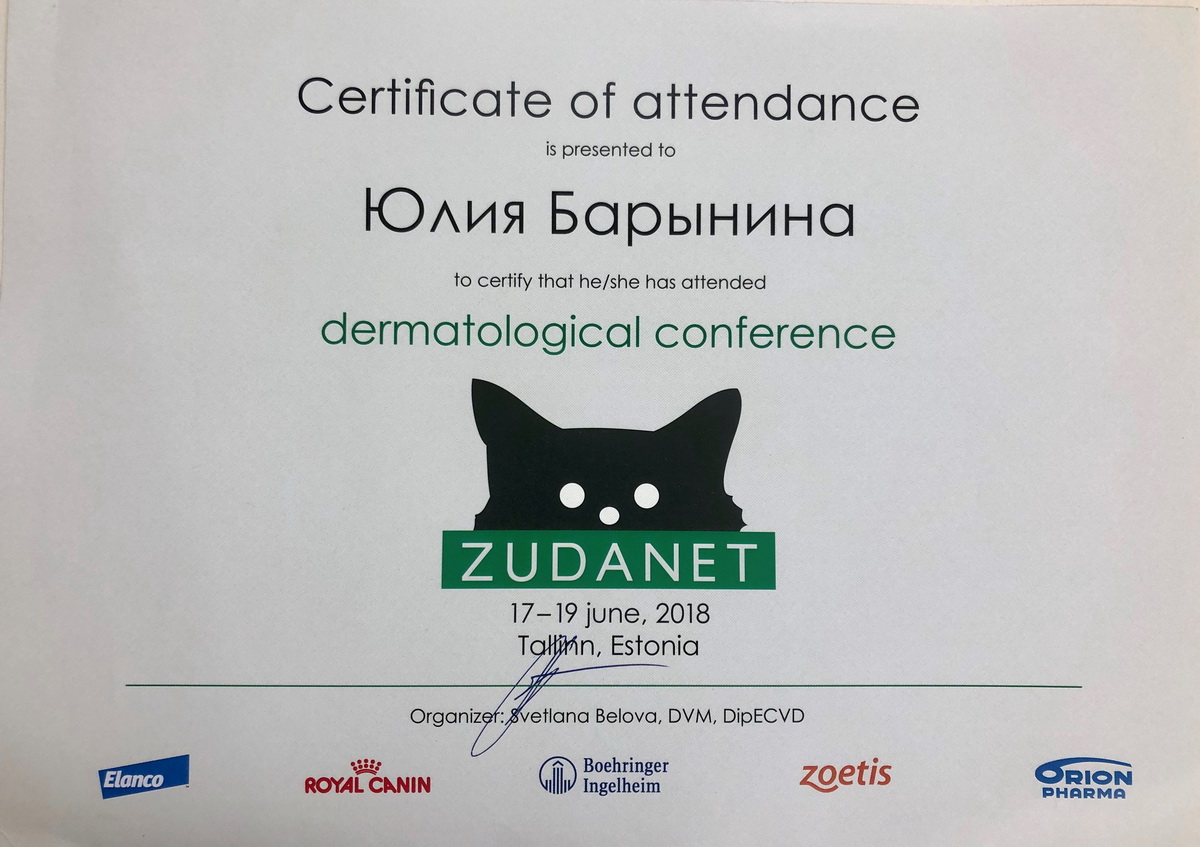 Certificate of attendance
is presented to
Юлия Барынина
to certify that he/she has attended
dermatological conference
ZUDANET
17–19 june, 2018
Tallinn, Estonia
Organizer: Svetlana Belova, DVM, DipECVD
Elanco
ROYAL CANIN
Boehringer
Ingelheim
zoetis
ORION
PHARMA